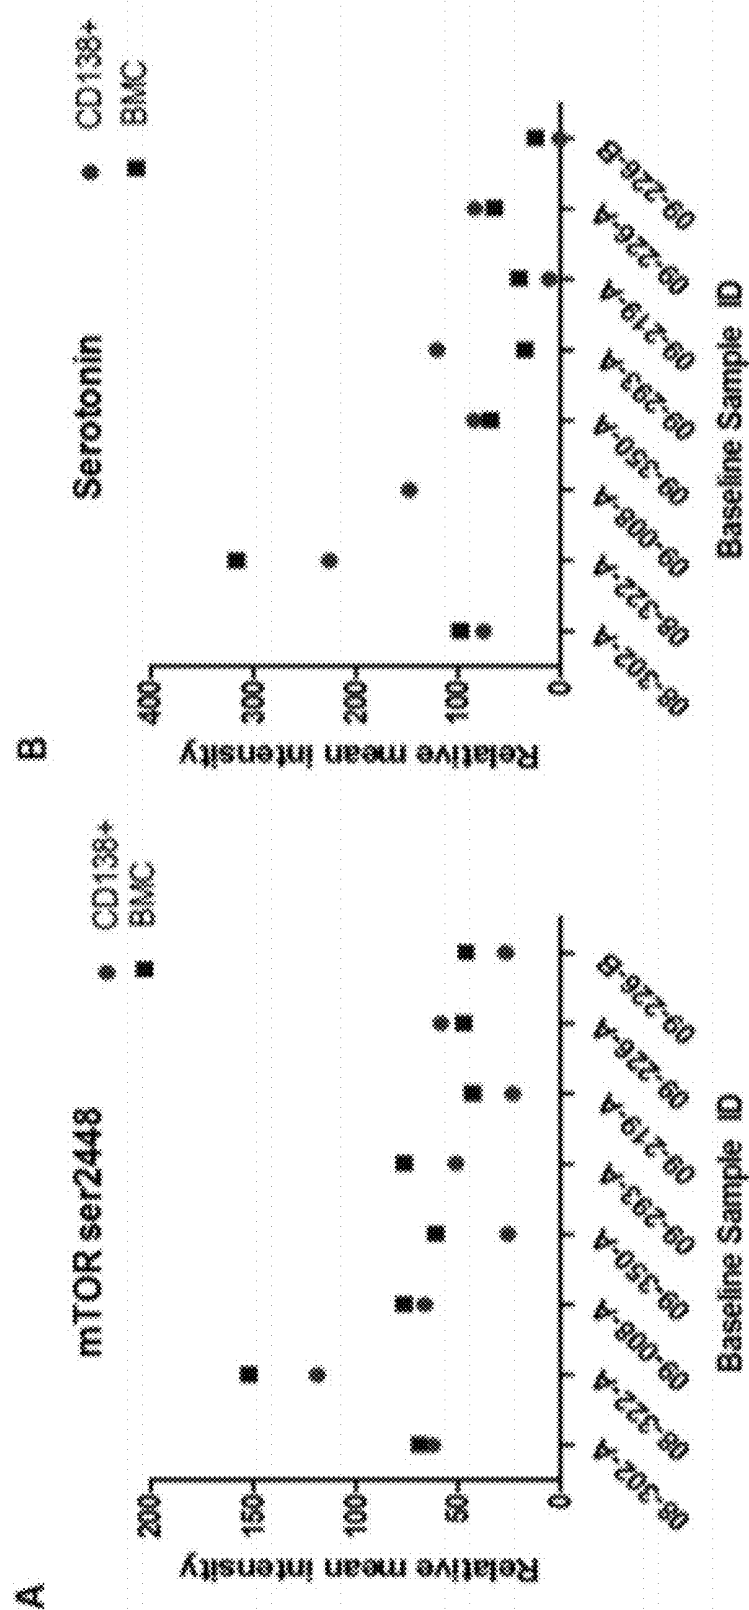 A
mTOR ser2448
CD138+
BMC
Relative mean intensity
200
150
100
50
0
08-302-A
08-322-A
09-008-A
09-350-A
09-293-A
09-219-A
09-226-A
09-226-B
Baseline Sample ID
B
Serotonin
CD138+
BMC
Relative mean intensity
400
300
200
100
0
08-302-A
08-322-A
09-008-A
09-350-A
09-293-A
09-219-A
09-226-A
09-226-B
Baseline Sample ID